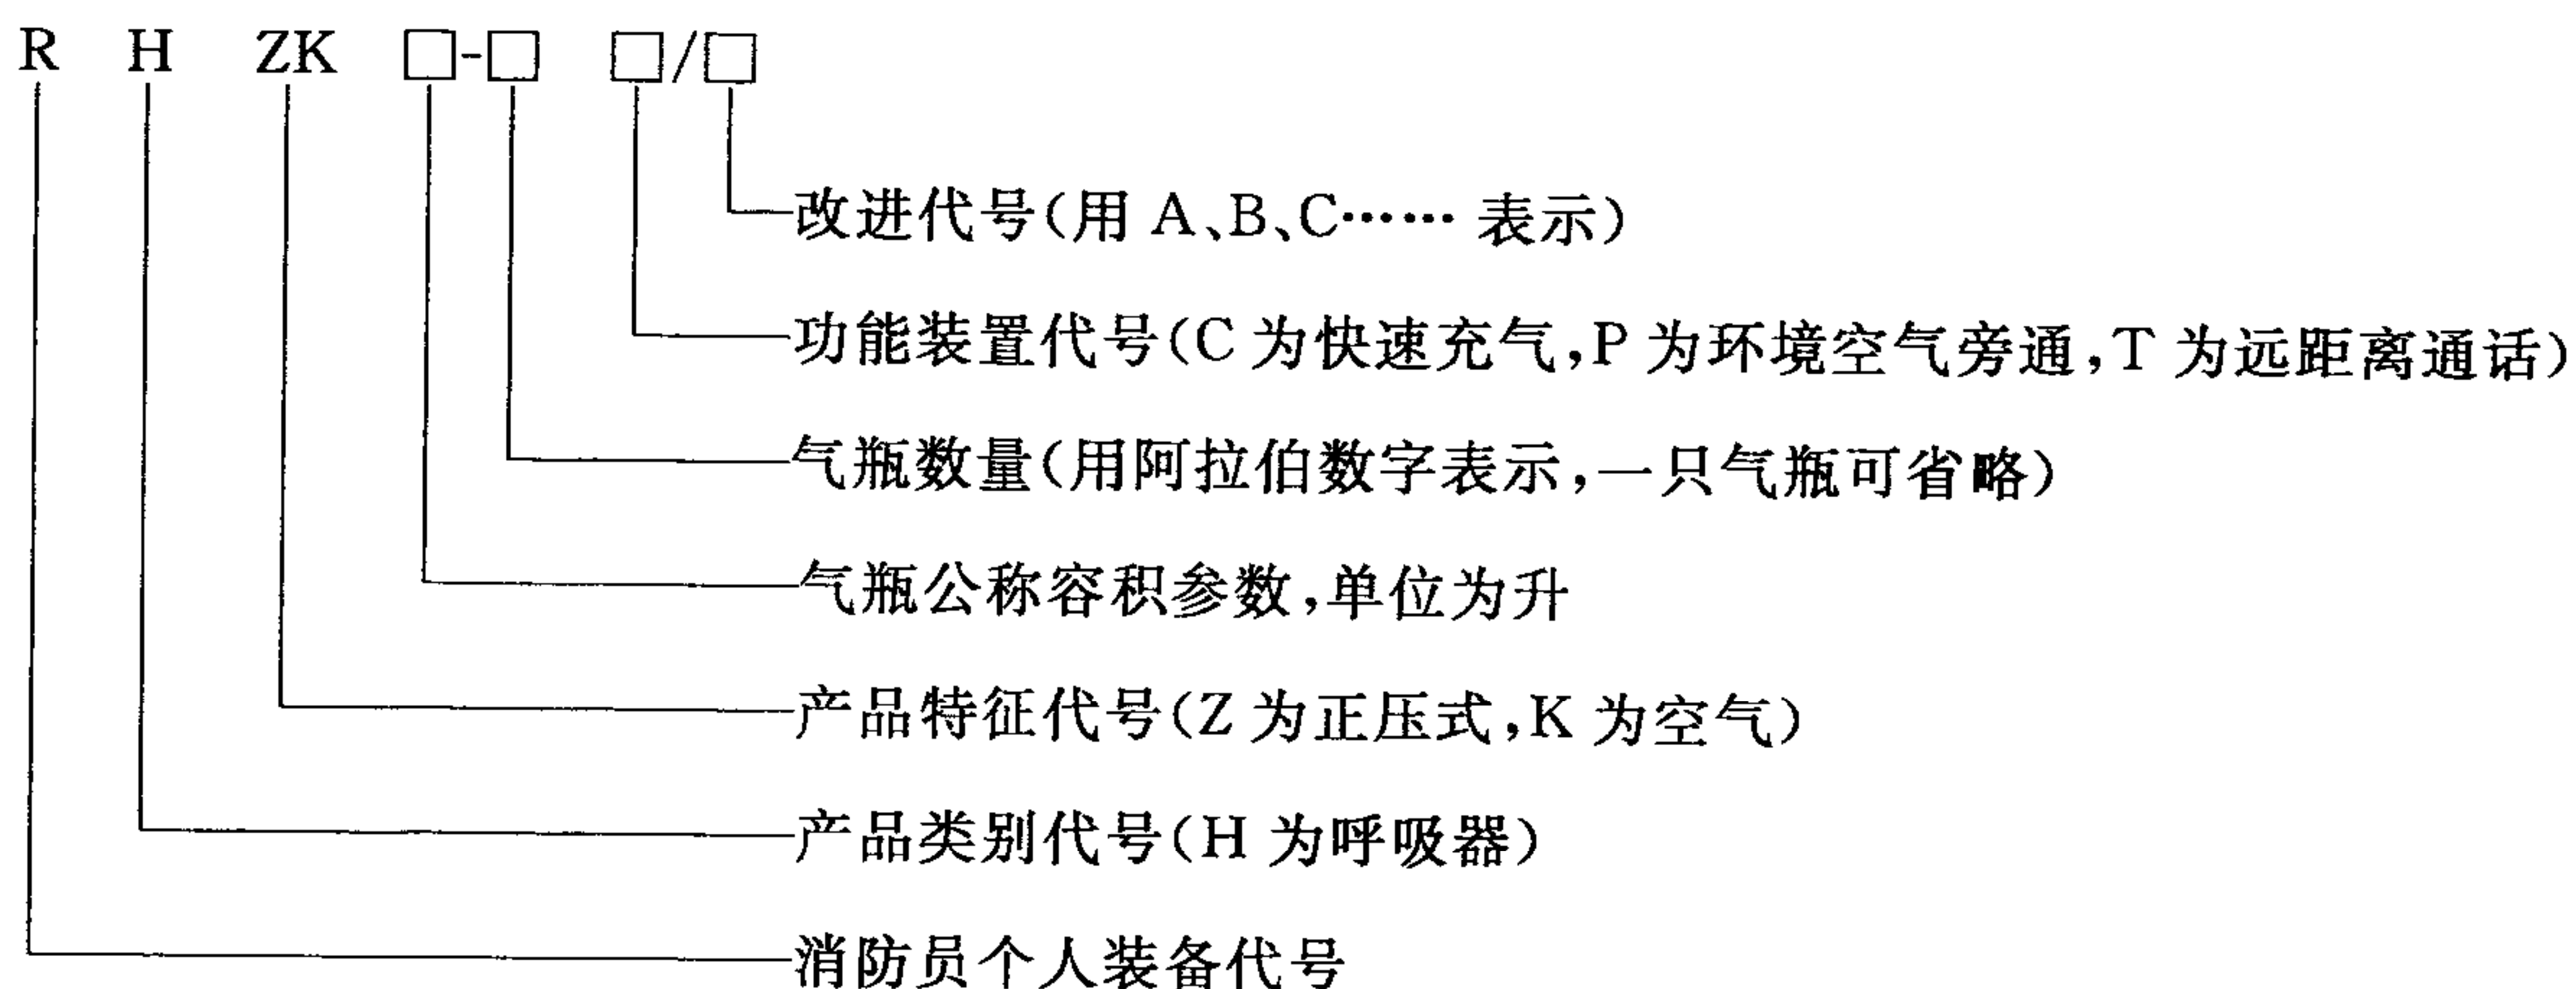 R H ZK □-□ □/□
改进代号(用 A、B、C…… 表示)
功能装置代号(C 为快速充气,P 为环境空气旁通,T 为远距离通话)
气瓶数量(用阿拉伯数字表示,一只气瓶可省略)
气瓶公称容积参数,单位为升
产品特征代号(Z 为正压式,K 为空气)
产品类别代号(H 为呼吸器)
消防员个人装备代号